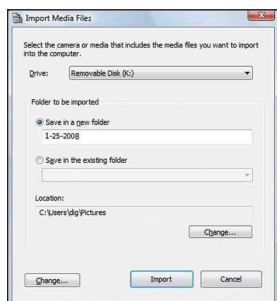 Import Media Files
Select the camera or media that includes the media files you want to import
into the computer.
Drive: Removable Disk (K:)
Folder to be imported
Save in a new folder
1-25-2008
Save in the existing folder
Location:
C:\Users\dig\Pictures
Change...
Change... Import Cancel